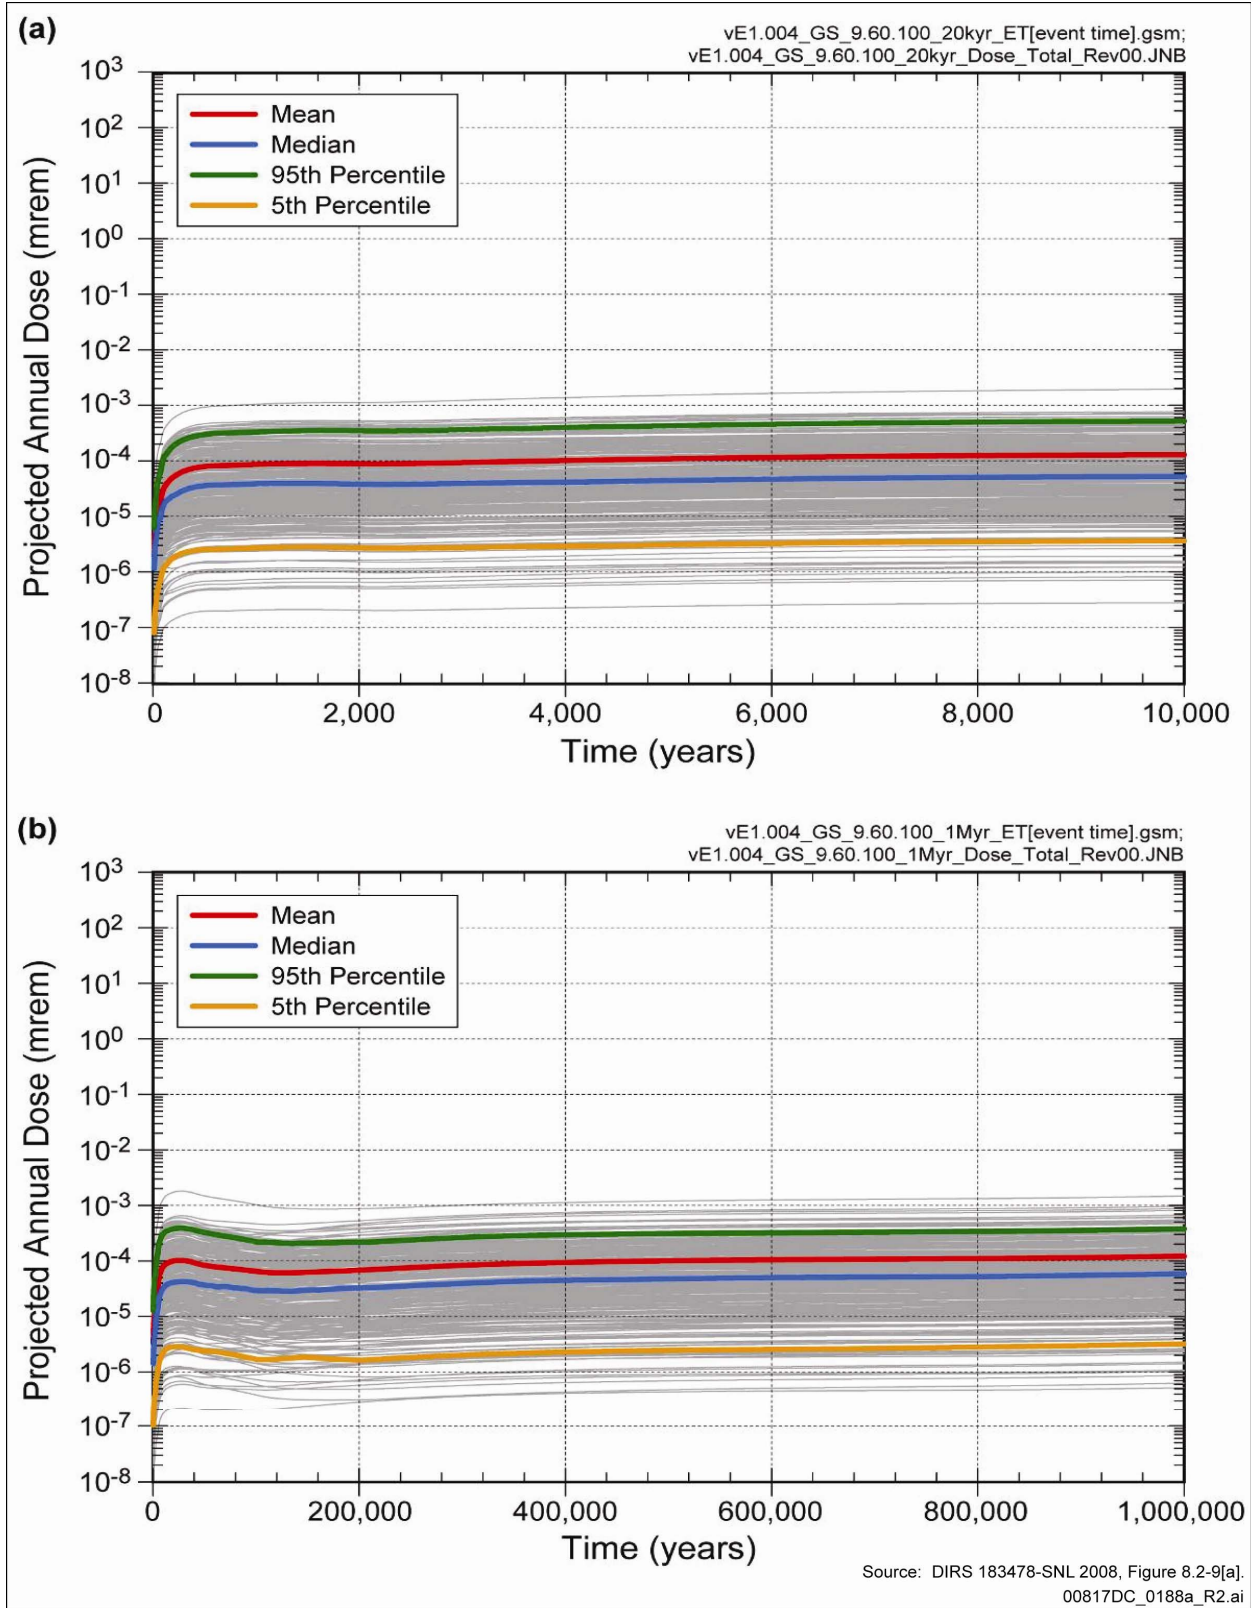 (a)
vE1.004_GS_9.60.100_20kyr_ET[event time].gsm;
vE1.004_GS_9.60.100_20kyr_Dose_Total_Rev00.JNB
Projected Annual Dose (mrem)
10³
10²
10¹
10⁰
10⁻¹
10⁻²
10⁻³
10⁻⁴
10⁻⁵
10⁻⁶
10⁻⁷
10⁻⁸
Mean
Median
95th Percentile
5th Percentile
0 2,000 4,000 6,000 8,000 10,000
Time (years)
(b)
vE1.004_GS_9.60.100_1Myr_ET[event time].gsm;
vE1.004_GS_9.60.100_1Myr_Dose_Total_Rev00.JNB
Projected Annual Dose (mrem)
10³
10²
10¹
10⁰
10⁻¹
10⁻²
10⁻³
10⁻⁴
10⁻⁵
10⁻⁶
10⁻⁷
10⁻⁸
Mean
Median
95th Percentile
5th Percentile
0 200,000 400,000 600,000 800,000 1,000,000
Time (years)
Source: DIRS 183478-SNL 2008, Figure 8.2-9[a].
00817DC_0188a_R2.ai